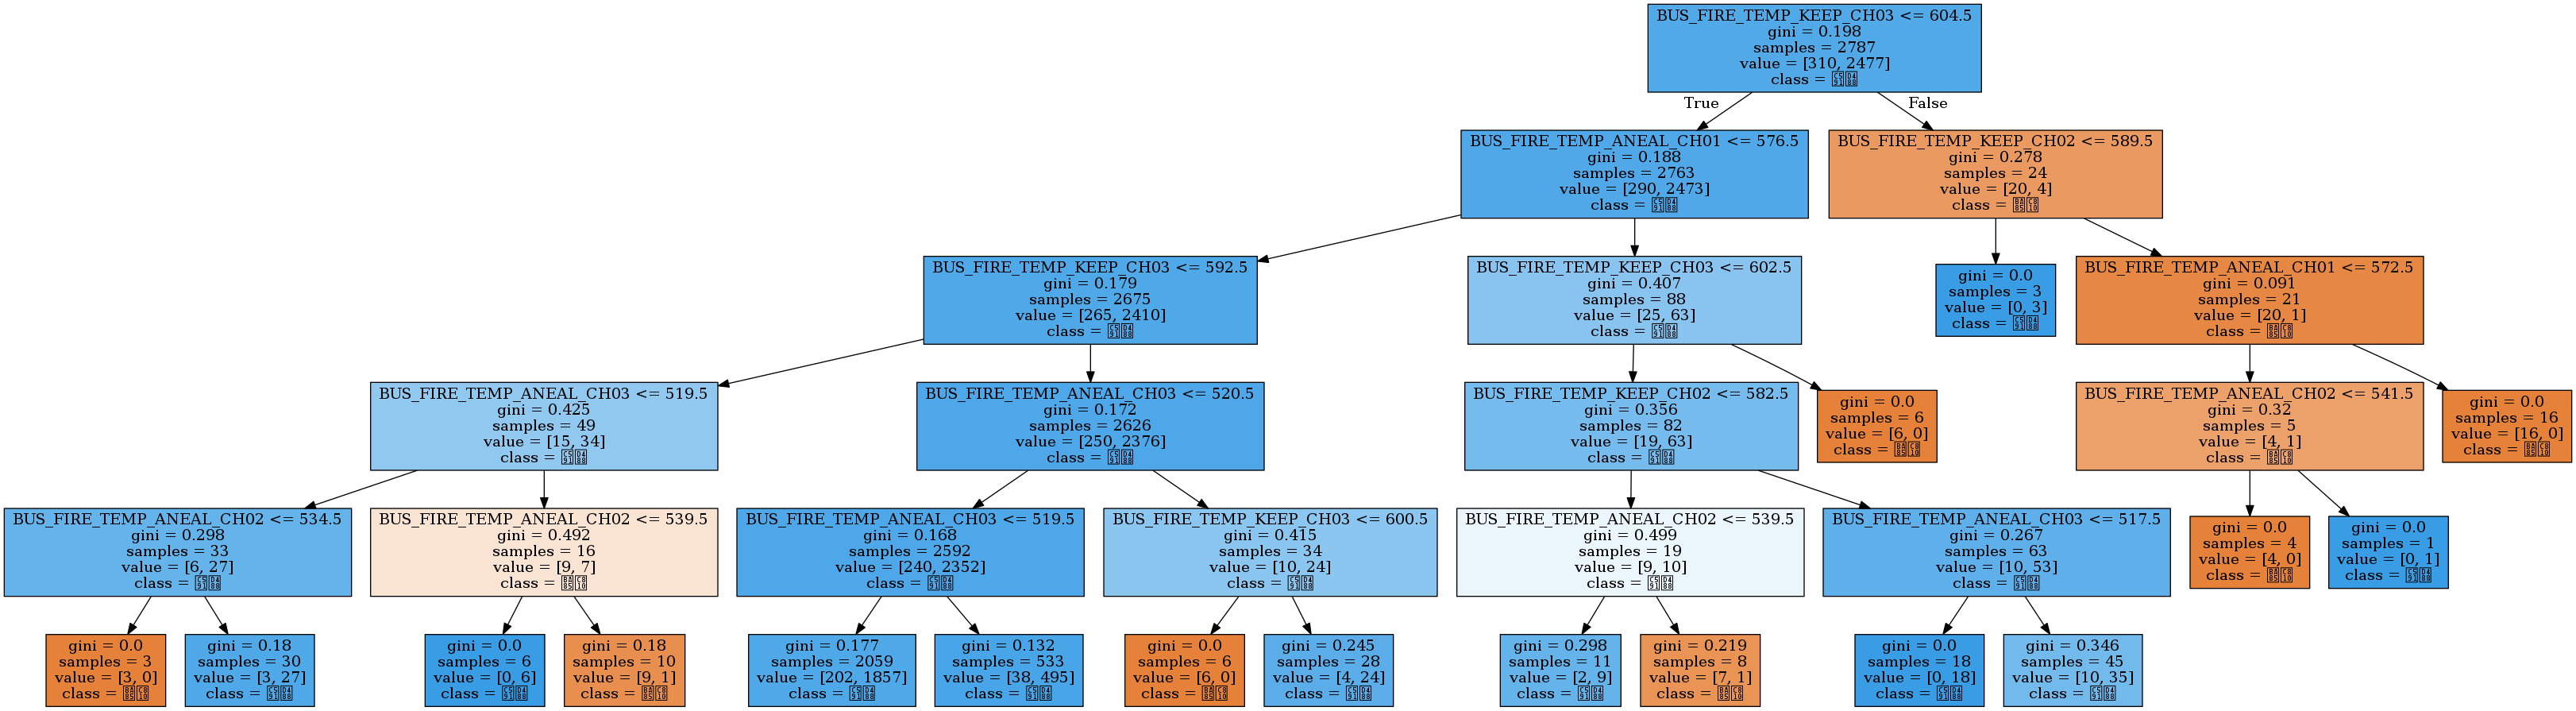 BUS_FIRE_TEMP_KEEP_CH03 <= 604.5
gini = 0.198
samples = 2787
value = [310, 2477]
class =
True
False
BUS_FIRE_TEMP_ANEAL_CH01 <= 576.5
gini = 0.188
samples = 2763
value = [290, 2473]
class =
BUS_FIRE_TEMP_KEEP_CH02 <= 589.5
gini = 0.278
samples = 24
value = [20, 4]
class =
BUS_FIRE_TEMP_KEEP_CH03 <= 592.5
gini = 0.179
samples = 2675
value = [265, 2410]
class =
BUS_FIRE_TEMP_KEEP_CH03 <= 602.5
gini = 0.407
samples = 88
value = [25, 63]
class =
gini = 0.0
samples = 3
value = [0, 3]
class =
BUS_FIRE_TEMP_ANEAL_CH01 <= 572.5
gini = 0.091
samples = 21
value = [20, 1]
class =
BUS_FIRE_TEMP_ANEAL_CH03 <= 519.5
gini = 0.425
samples = 49
value = [15, 34]
class =
BUS_FIRE_TEMP_ANEAL_CH03 <= 520.5
gini = 0.172
samples = 2626
value = [250, 2376]
class =
BUS_FIRE_TEMP_KEEP_CH02 <= 582.5
gini = 0.356
samples = 82
value = [19, 63]
class =
gini = 0.0
samples = 6
value = [6, 0]
class =
BUS_FIRE_TEMP_ANEAL_CH02 <= 541.5
gini = 0.32
samples = 5
value = [4, 1]
class =
gini = 0.0
samples = 16
value = [16, 0]
class =
BUS_FIRE_TEMP_ANEAL_CH02 <= 534.5
gini = 0.298
samples = 33
value = [6, 27]
class =
BUS_FIRE_TEMP_ANEAL_CH02 <= 539.5
gini = 0.492
samples = 16
value = [9, 7]
class =
BUS_FIRE_TEMP_ANEAL_CH03 <= 519.5
gini = 0.168
samples = 2592
value = [240, 2352]
class =
BUS_FIRE_TEMP_KEEP_CH03 <= 600.5
gini = 0.415
samples = 34
value = [10, 24]
class =
BUS_FIRE_TEMP_ANEAL_CH02 <= 539.5
gini = 0.499
samples = 19
value = [9, 10]
class =
BUS_FIRE_TEMP_ANEAL_CH03 <= 517.5
gini = 0.267
samples = 63
value = [10, 53]
class =
gini = 0.0
samples = 4
value = [4, 0]
class =
gini = 0.0
samples = 1
value = [0, 1]
class =
gini = 0.0
samples = 3
value = [3, 0]
class =
gini = 0.18
samples = 30
value = [3, 27]
class =
gini = 0.0
samples = 6
value = [0, 6]
class =
gini = 0.18
samples = 10
value = [9, 1]
class =
gini = 0.177
samples = 2059
value = [202, 1857]
class =
gini = 0.132
samples = 533
value = [38, 495]
class =
gini = 0.0
samples = 6
value = [6, 0]
class =
gini = 0.245
samples = 28
value = [4, 24]
class =
gini = 0.298
samples = 11
value = [2, 9]
class =
gini = 0.219
samples = 8
value = [7, 1]
class =
gini = 0.0
samples = 18
value = [0, 18]
class =
gini = 0.346
samples = 45
value = [10, 35]
class =